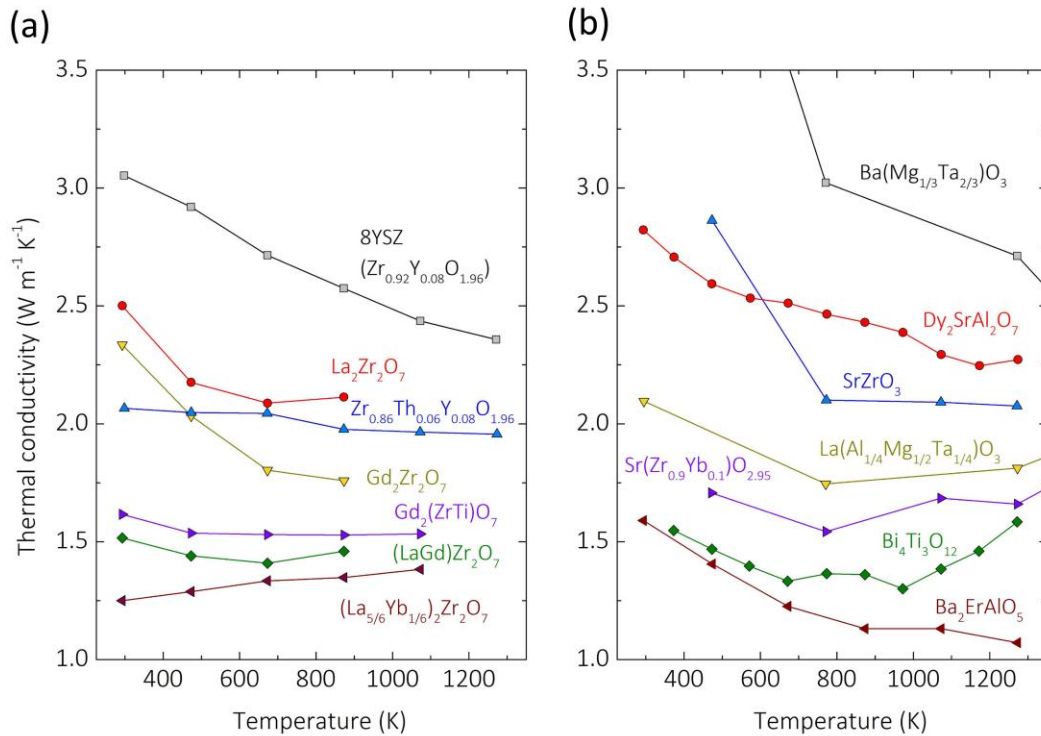 (a)
(b)
Thermal conductivity (W m⁻¹ K⁻¹)
3.5
3.0
2.5
2.0
1.5
1.0
8YSZ
(Zr₀.₉₂Y₀.₀₈O₁.₉₆)
La₂Zr₂O₇
Zr₀.₈₆Th₀.₀₆Y₀.₀₈O₁.₉₆
Gd₂Zr₂O₇
Gd₂(ZrTi)O₇
(LaGd)Zr₂O₇
(La₅/₆Yb₁/₆)₂Zr₂O₇
400 600 800 1000 1200
Temperature (K)
3.5
3.0
2.5
2.0
1.5
1.0
Ba(Mg₁/₃Ta₂/₃)O₃
Dy₂SrAl₂O₇
SrZrO₃
La(Al₁/₄Mg₁/₂Ta₁/₄)O₃
Sr(Zr₀.₉Yb₀.₁)O₂.₉₅
Bi₄Ti₃O₁₂
Ba₂ErAlO₅
400 600 800 1000 1200
Temperature (K)